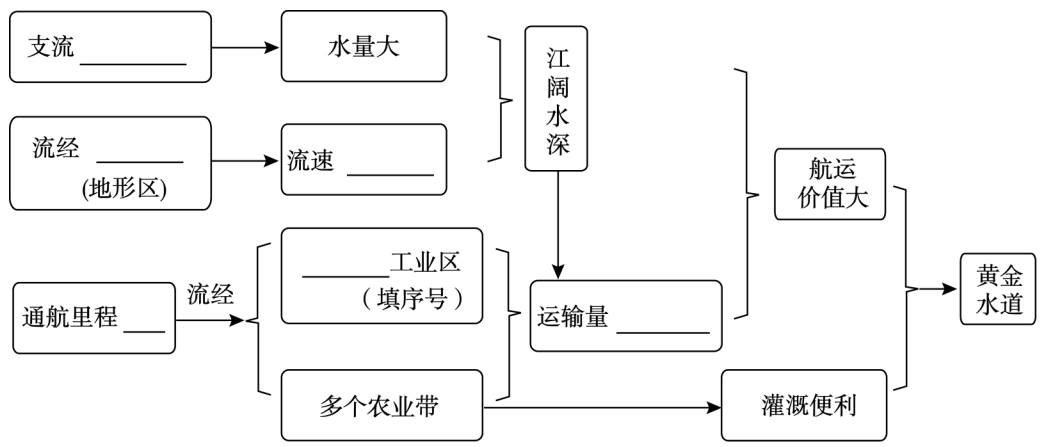 支流
水量大
流经
(地形区)
流速
江
阔
水
深
航运
价值大
通航里程
流经
工业区
（填序号）
运输量
多个农业带
灌溉便利
黄金
水道